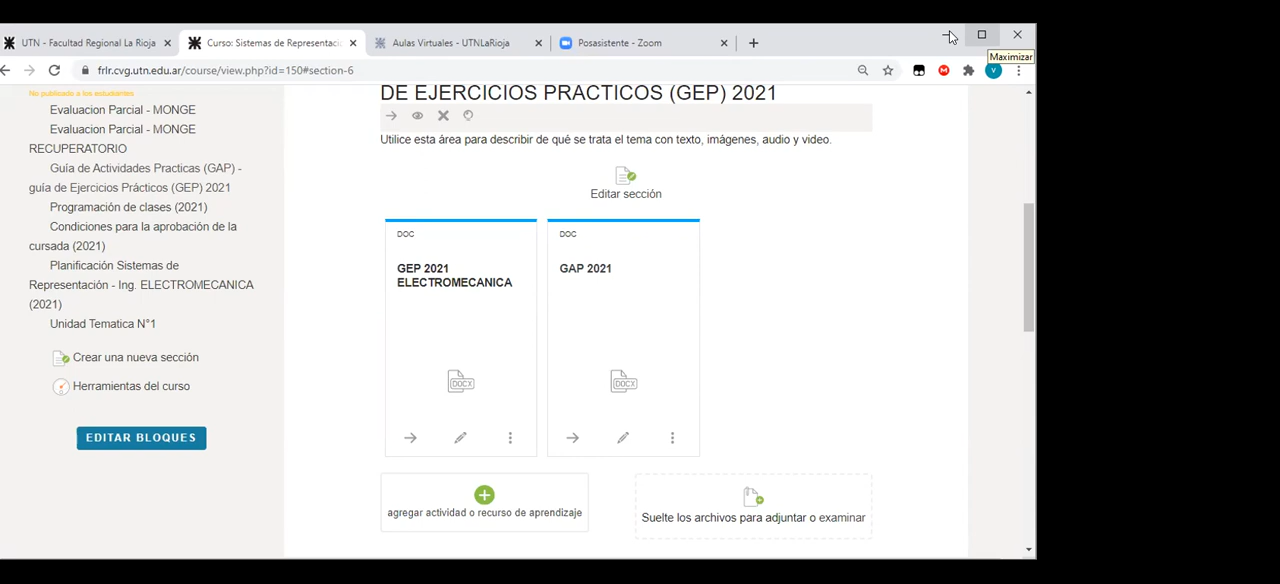 UTN - Facultad Regional La Rioja
Curso: Sistemas de Representaci
Aulas Virtuales - UTNLaRioja
Posasistente - Zoom
Maximizar
frlr.cvg.utn.edu.ar/course/view.php?id=150#section-6
No publicado a los estudiantes
Evaluacion Parcial - MONGE
Evaluacion Parcial - MONGE
RECUPERATORIO
Guía de Actividades Practicas (GAP) -
guía de Ejercicios Prácticos (GEP) 2021
Programación de clases (2021)
Condiciones para la aprobación de la
cursada (2021)
Planificación Sistemas de
Representación - Ing. ELECTROMECANICA
(2021)
Unidad Tematica N°1
Crear una nueva sección
Herramientas del curso
EDITAR BLOQUES
DE EJERCICIOS PRACTICOS (GEP) 2021
Utilice esta área para describir de qué se trata el tema con texto, imágenes, audio y video.
Editar sección
DOC
GEP 2021
ELECTROMECANICA
DOCX
DOC
GAP 2021
DOCX
agregar actividad o recurso de aprendizaje
Suelte los archivos para adjuntar o examinar